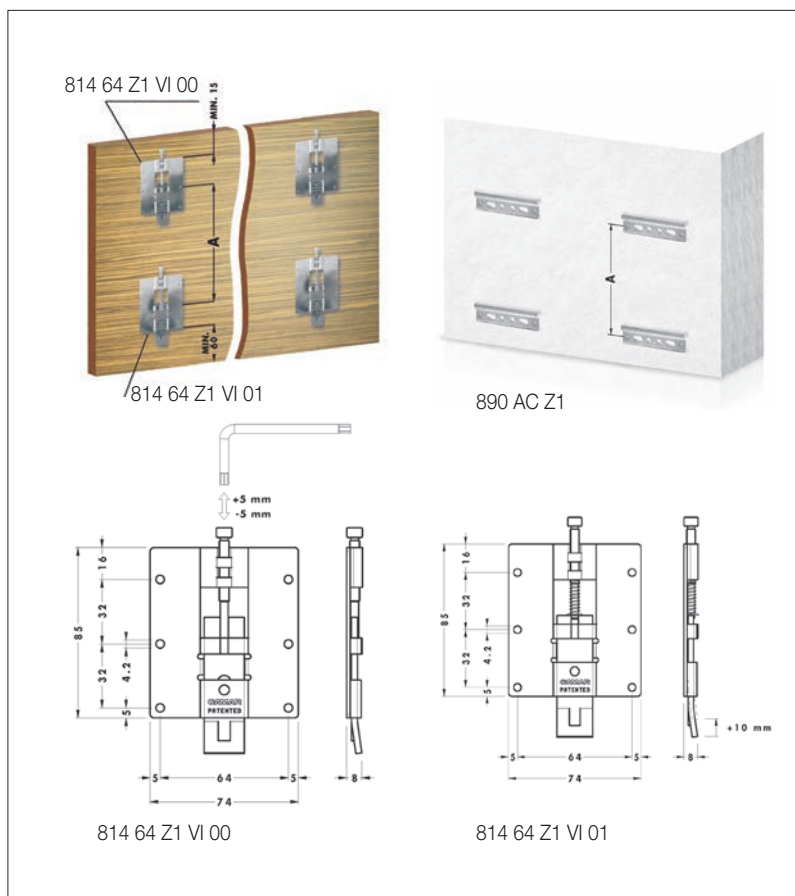 814 64 Z1 VI 00
MIN. 15
A
MIN.
60
814 64 Z1 VI 01
A
890 AC Z1
+5 mm
-5 mm
16
32
85
32
4.2
5
CAMAR
PATENTED
5
64
5
74
8
814 64 Z1 VI 00
16
32
85
32
4.2
5
CAMAR
PATENTED
+10 mm
5
64
5
74
8
814 64 Z1 VI 01